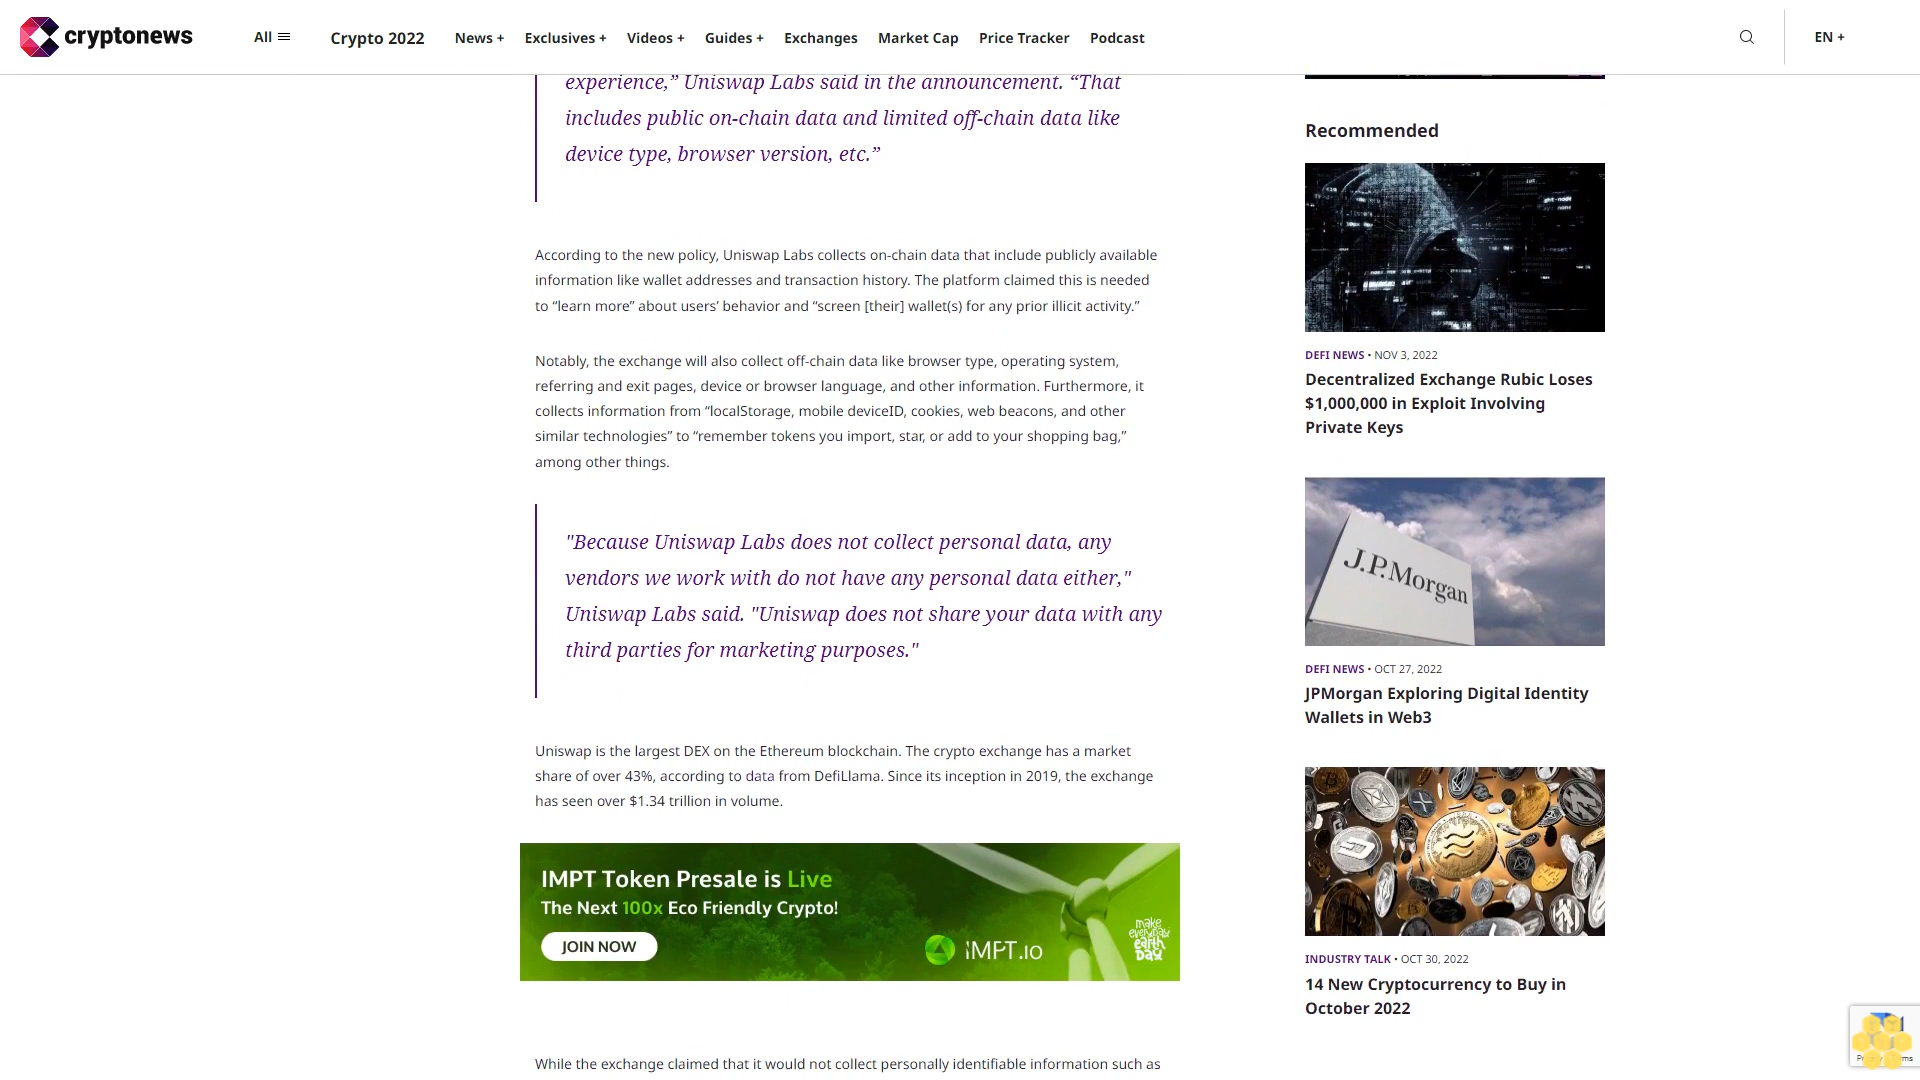 cryptonews
All
Crypto 2022
News +
Exclusives +
Videos +
Guides +
Exchanges
Market Cap
Price Tracker
Podcast
EN +
experience,” Uniswap Labs said in the announcement. “That
includes public on-chain data and limited off-chain data like
device type, browser version, etc.”
According to the new policy, Uniswap Labs collects on-chain data that include publicly available
information like wallet addresses and transaction history. The platform claimed this is needed
to “learn more” about users’ behavior and “screen [their] wallet(s) for any prior illicit activity.”
Notably, the exchange will also collect off-chain data like browser type, operating system,
referring and exit pages, device or browser language, and other information. Furthermore, it
collects information from “localStorage, mobile deviceID, cookies, web beacons, and other
similar technologies” to “remember tokens you import, star, or add to your shopping bag,”
among other things.
"Because Uniswap Labs does not collect personal data, any
vendors we work with do not have any personal data either,"
Uniswap Labs said. "Uniswap does not share your data with any
third parties for marketing purposes."
Uniswap is the largest DEX on the Ethereum blockchain. The crypto exchange has a market
share of over 43%, according to data from DefiLlama. Since its inception in 2019, the exchange
has seen over $1.34 trillion in volume.
IMPT Token Presale is Live
The Next 100x Eco Friendly Crypto!
JOIN NOW
IMPT.io
make
everyday
earth
DAY
While the exchange claimed that it would not collect personally identifiable information such as
Recommended
DEFI NEWS • NOV 3, 2022
Decentralized Exchange Rubic Loses
$1,000,000 in Exploit Involving
Private Keys
J.P.Morgan
DEFI NEWS • OCT 27, 2022
JPMorgan Exploring Digital Identity
Wallets in Web3
INDUSTRY TALK • OCT 30, 2022
14 New Cryptocurrency to Buy in
October 2022